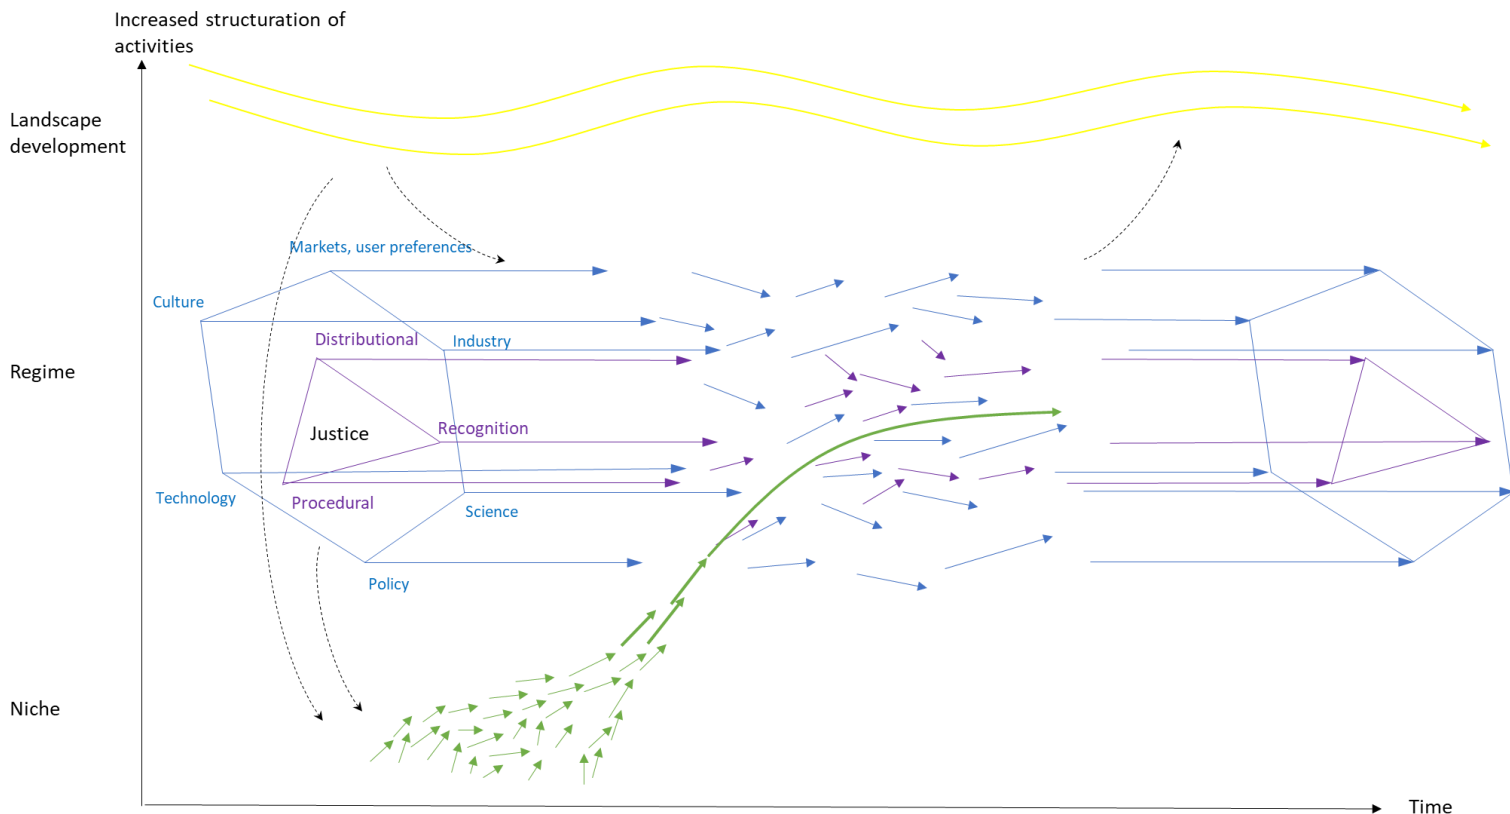 Increased structuration of
activities
Landscape
development
Markets, user preferences
Culture
Distributional
Industry
Regime
Justice
Recognition
Technology
Procedural
Science
Policy
Niche
Time